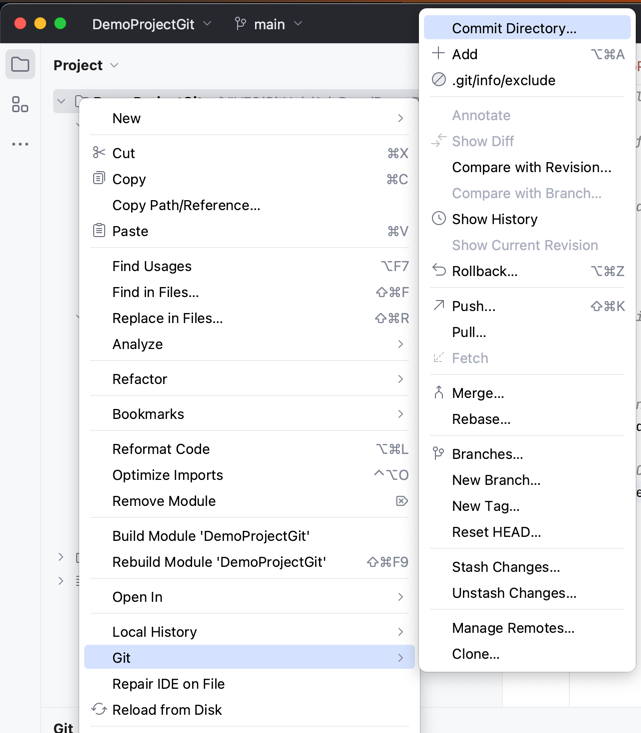 DemoProjectGit
main
Project
New
Cut ⌘X
Copy ⌘C
Copy Path/Reference...
Paste ⌘V
Find Usages ⌥F7
Find in Files... ⇧⌘F
Replace in Files... ⇧⌘R
Analyze
Refactor
Bookmarks
Reformat Code ⌥⌘L
Optimize Imports ⌃⌥O
Remove Module
Build Module 'DemoProjectGit'
Rebuild Module 'DemoProjectGit' ⇧⌘F9
Open In
Local History
Git
Repair IDE on File
Reload from Disk
Git
Commit Directory...
Add ⌥⌘A
.git/info/exclude
Annotate
Show Diff
Compare with Revision...
Compare with Branch...
Show History
Show Current Revision
Rollback... ⌥⌘Z
Push... ⇧⌘K
Pull...
Fetch
Merge...
Rebase...
Branches...
New Branch...
New Tag...
Reset HEAD...
Stash Changes...
Unstash Changes...
Manage Remotes...
Clone...